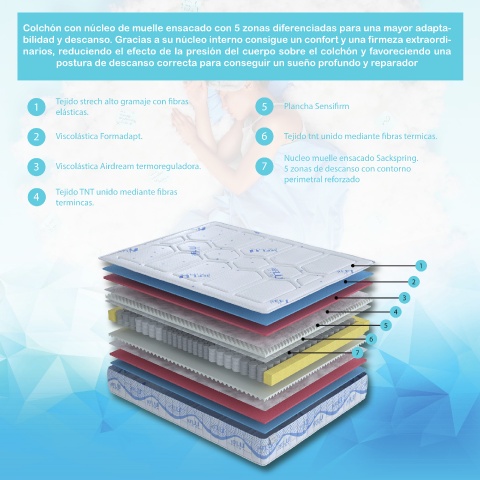 Colchón con núcleo de muelle ensacado con 5 zonas diferenciadas para una mayor adapta-
bilidad y descanso. Gracias a su núcleo interno consigue un confort y una firmeza extraordi-
narios, reduciendo el efecto de la presión del cuerpo sobre el colchón y favoreciendo una
postura de descanso correcta para conseguir un sueño profundo y reparador
1 Tejido strech alto gramaje con fibras
elásticas.
2 Viscolástica Formadapt.
3 Viscolástica Airdream termoreguladora.
4 Tejido TNT unido mediante fibras
termincas.
5 Plancha Sensifirm
6 Tejido tnt unido mediante fibras térmicas.
7 Nucleo muelle ensacado Sackspring,
5 zonas de descanso con contorno
perimetral reforzado
1
2
3
4
5
6
7